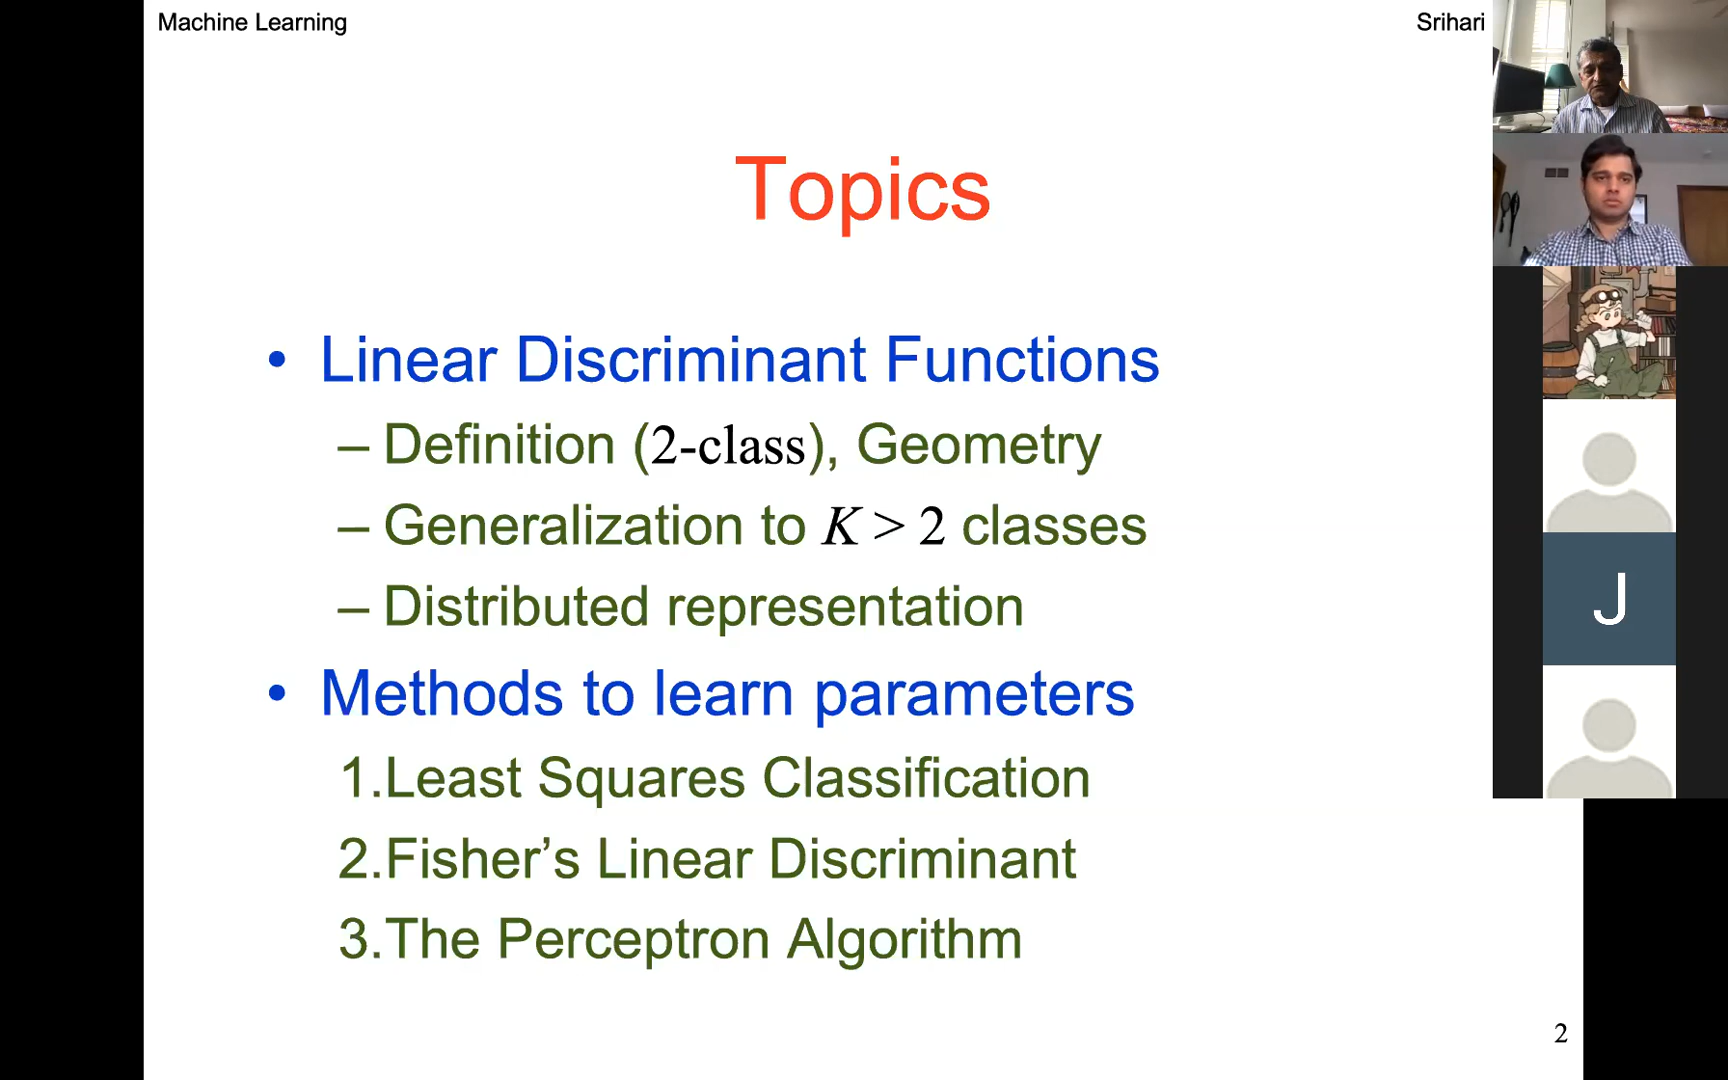 Machine Learning
Srihari
Topics
• Linear Discriminant Functions
– Definition (2-class), Geometry
– Generalization to K > 2 classes
– Distributed representation
• Methods to learn parameters
1.Least Squares Classification
2.Fisher’s Linear Discriminant
3.The Perceptron Algorithm
J
2